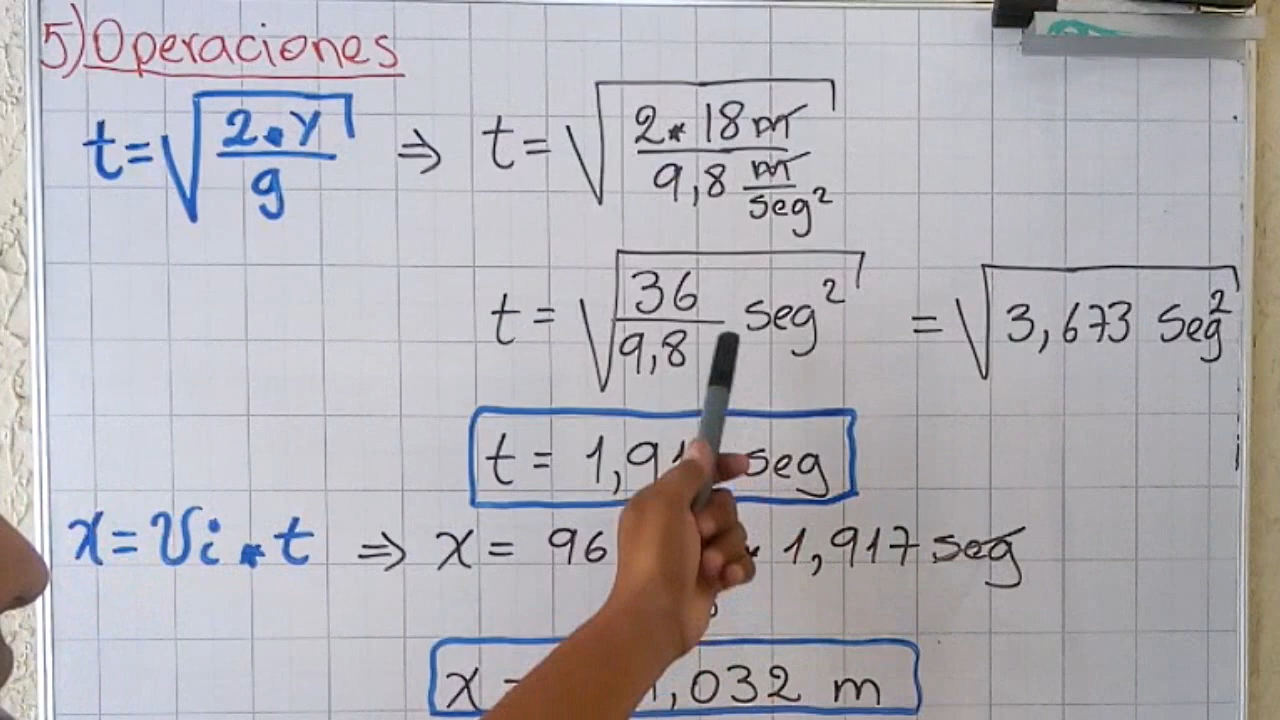 5) Operaciones
t = √(2 • y / g) ⇒ t = √(2 * 18 m / 9,8 m/seg²)
t = √(36 / 9,8 seg²) = √(3,673 Seg²)
t = 1,91 seg
x = Vi * t ⇒ x = 96 * 1,917 seg
x = ,032 m